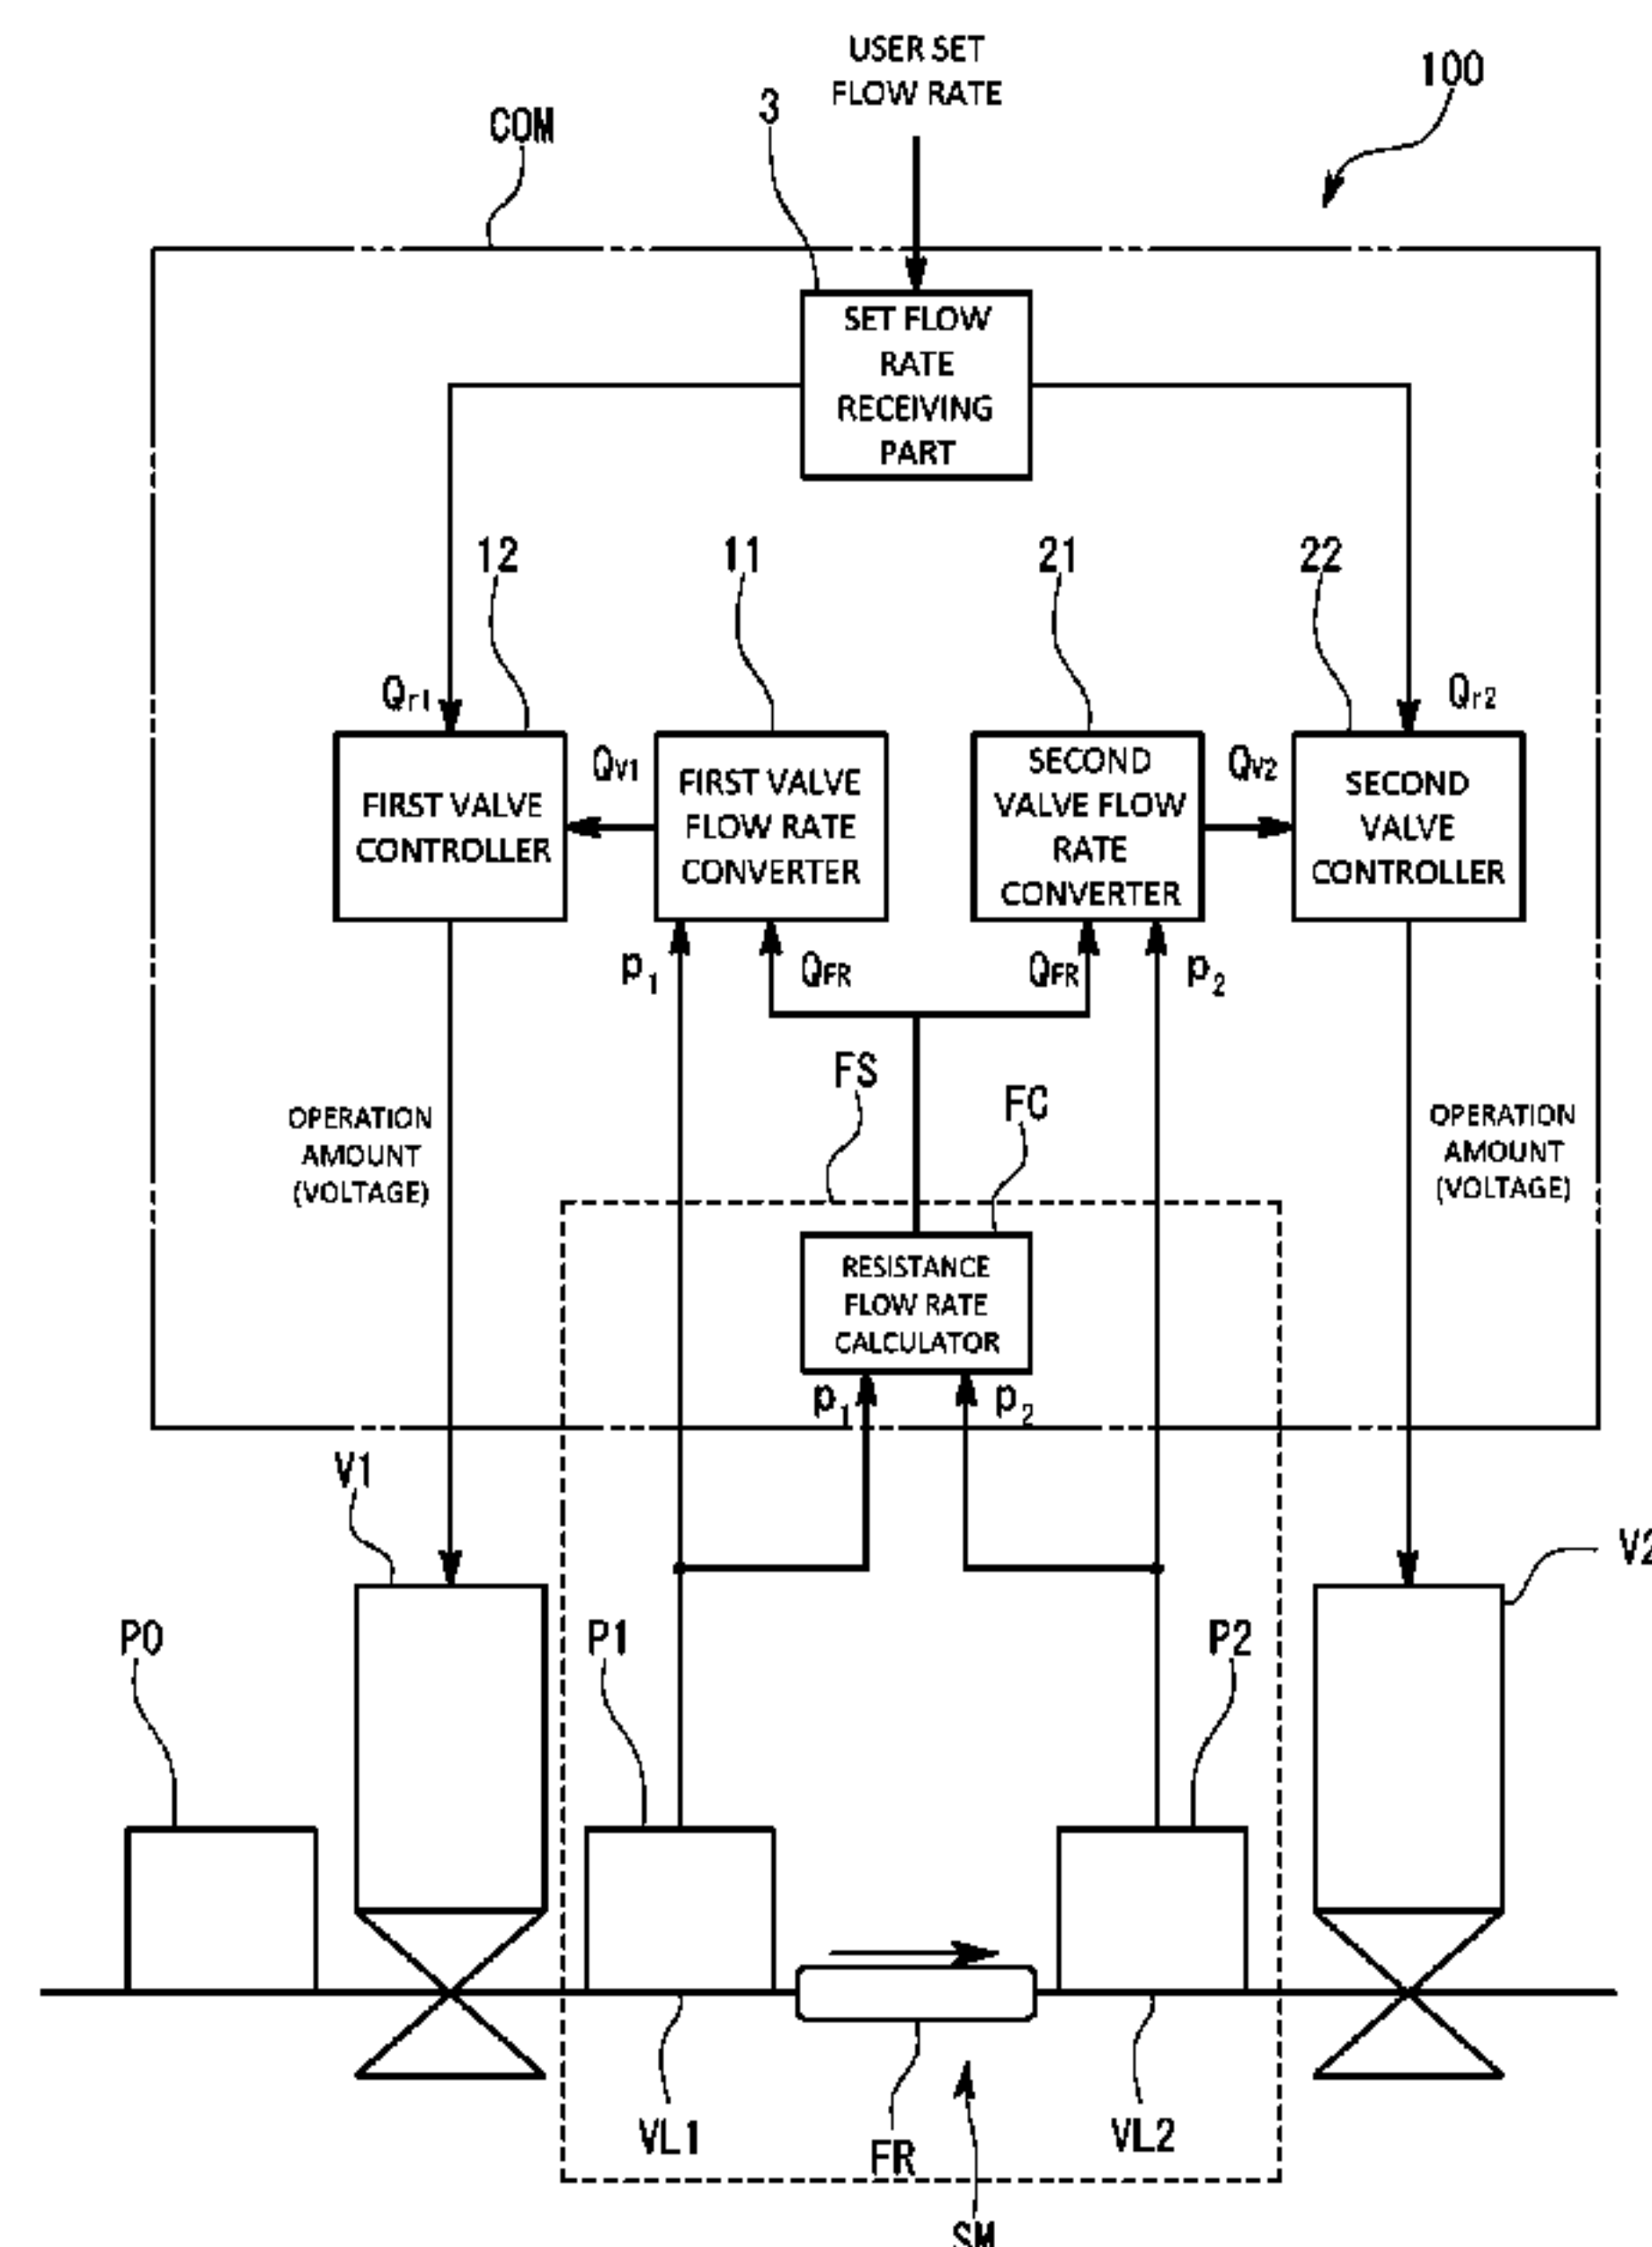 USER SET
FLOW RATE
100
3
COM
SET FLOW
RATE
RECEIVING
PART
12
11
21
22
Qr1
Qr2
FIRST VALVE
CONTROLLER
QV1
FIRST VALVE
FLOW RATE
CONVERTER
SECOND
VALVE FLOW
RATE
CONVERTER
QV2
SECOND
VALVE
CONTROLLER
p1
QFR
QFR
p2
FS
FC
OPERATION
AMOUNT
(VOLTAGE)
OPERATION
AMOUNT
(VOLTAGE)
RESISTANCE
FLOW RATE
CALCULATOR
p1
p2
V1
V2
P0
P1
P2
VL1
FR
VL2
SM